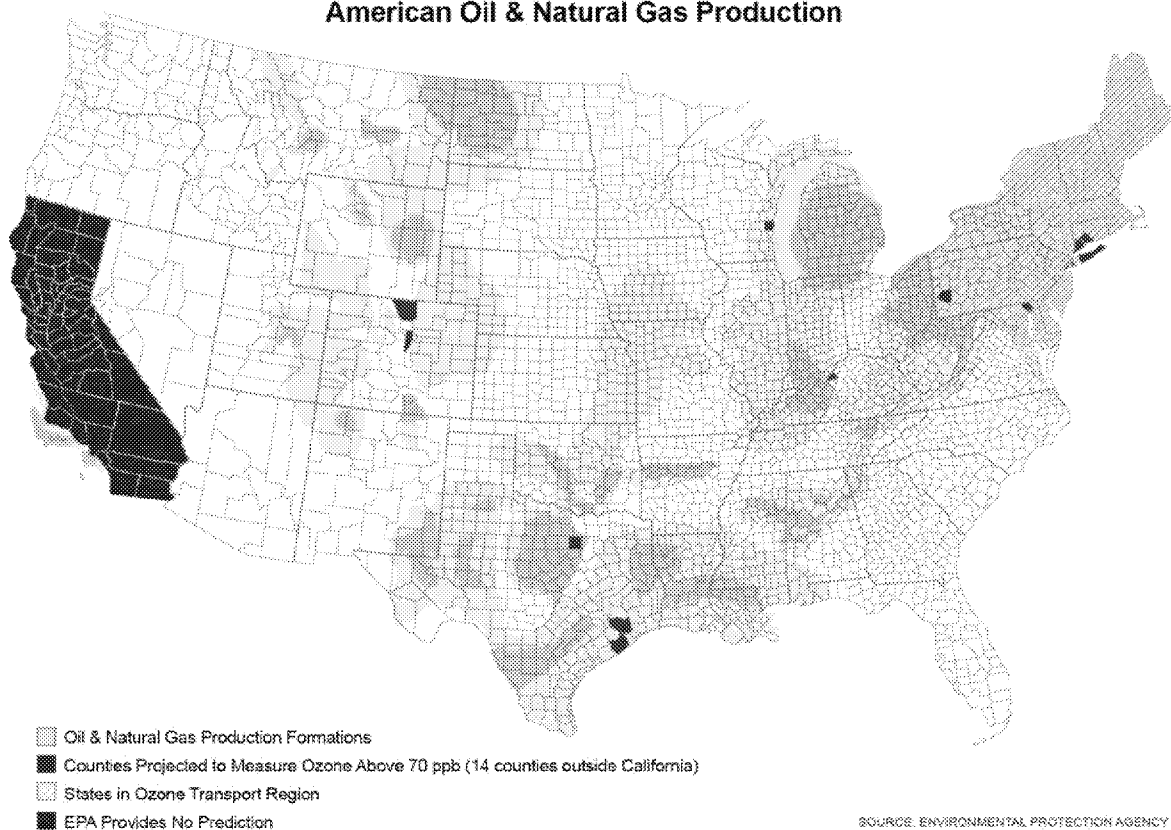 American Oil & Natural Gas Production
Oil & Natural Gas Production Formations
Counties Projected to Measure Ozone Above 70 ppb (14 counties outside California)
States in Ozone Transport Region
EPA Provides No Prediction
SOURCE: ENVIRONMENTAL PROTECTION AGENCY